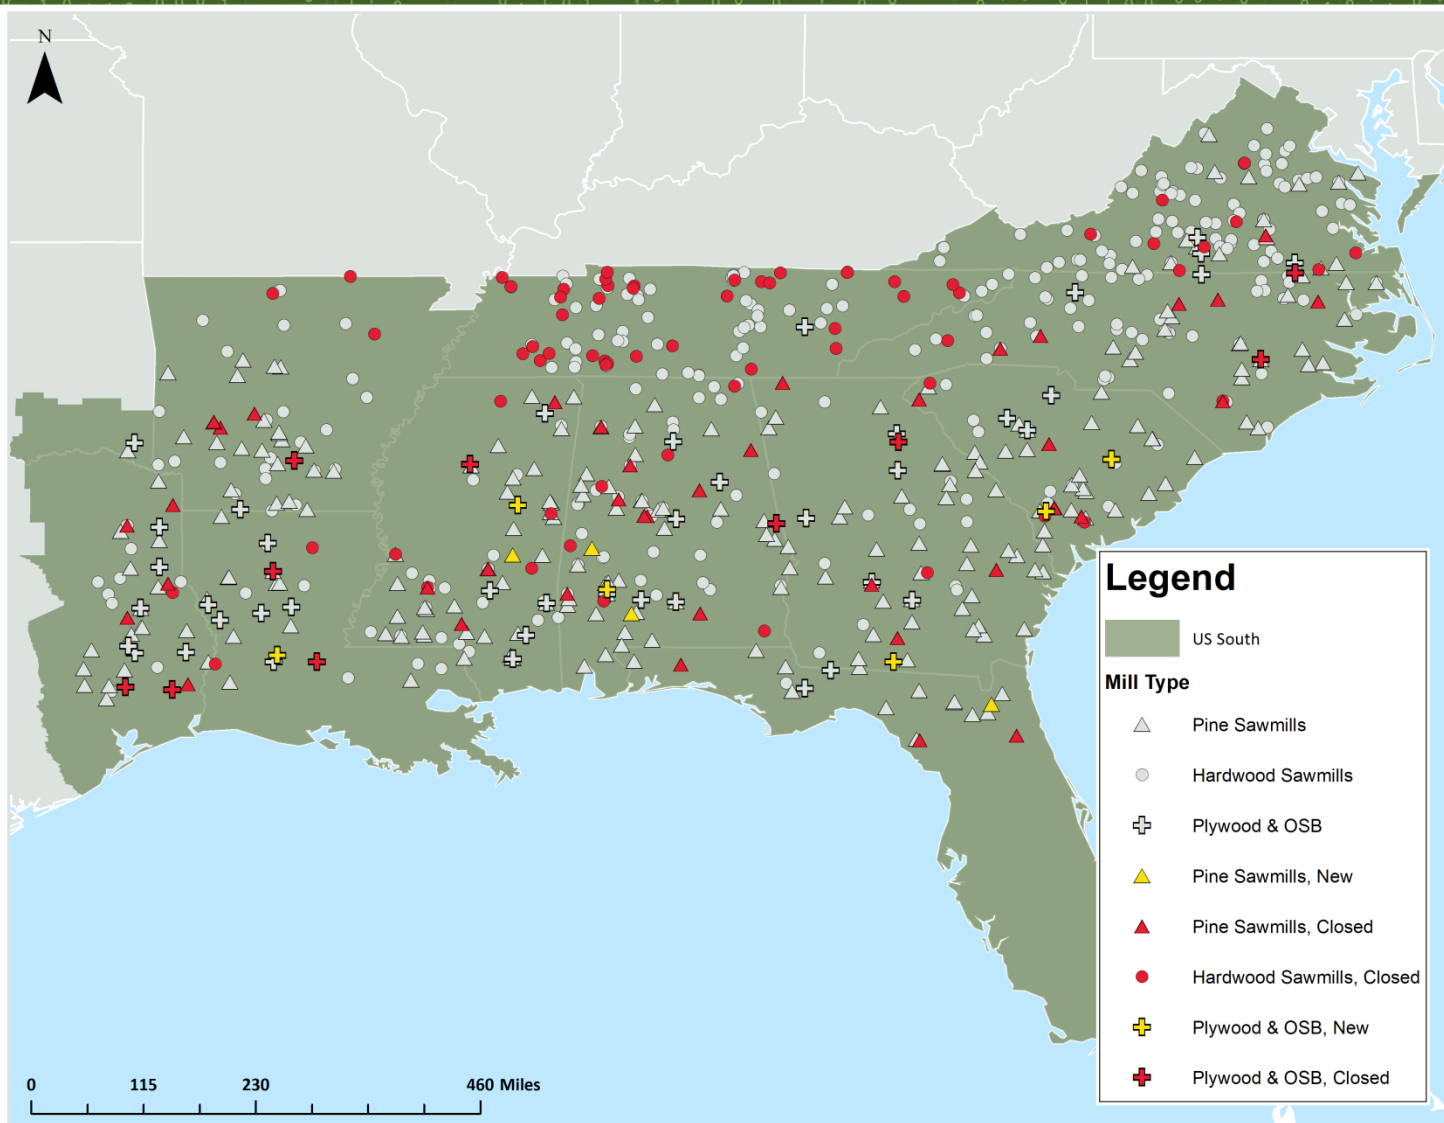 N
Legend
US South
Mill Type
Pine Sawmills
Hardwood Sawmills
Plywood & OSB
Pine Sawmills, New
Pine Sawmills, Closed
Hardwood Sawmills, Closed
Plywood & OSB, New
Plywood & OSB, Closed
0 115 230 460 Miles